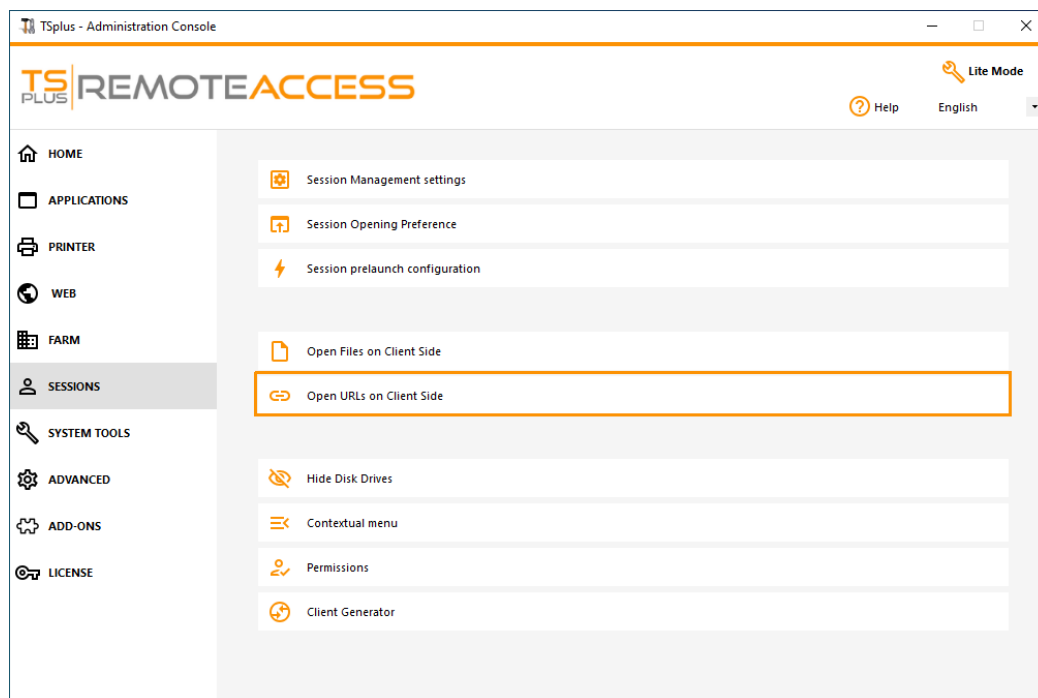 TSplus - Administration Console
TS PLUS REMOTE ACCESS
Lite Mode
Help
English
HOME
APPLICATIONS
PRINTER
WEB
FARM
SESSIONS
SYSTEM TOOLS
ADVANCED
ADD-ONS
LICENSE
Session Management settings
Session Opening Preference
Session prelaunch configuration
Open Files on Client Side
Open URLs on Client Side
Hide Disk Drives
Contextual menu
Permissions
Client Generator